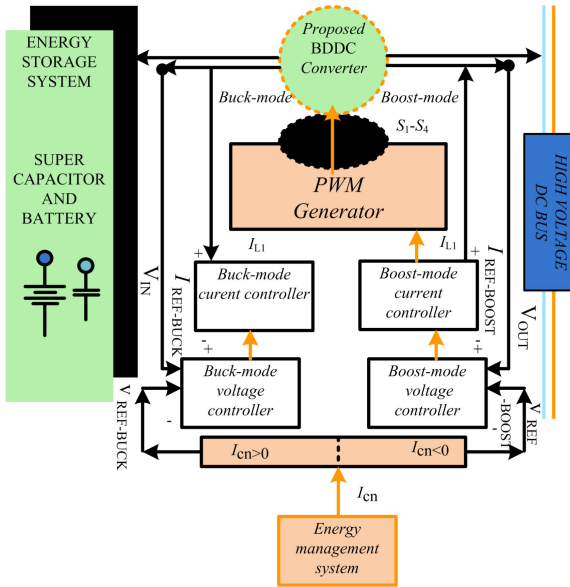 ENERGY
STORAGE
SYSTEM
Proposed
BDDC
Converter
Buck-mode
Boost-mode
S1-S4
SUPER
CAPACITOR
AND
BATTERY
PWM
Generator
HIGH VOLTAGE
DC BUS
IL1
IL1
+
+
VIN
I REF-BUCK
Buck-mode
curent controller
Boost-mode
current
controller
I REF-BOOST
VOUT
-+
-+
Buck-mode
voltage
controller
Boost-mode
voltage
controller
V REF-BUCK
-
-
V REF
-BOOST
Icn>0
Icn<0
Icn
Energy
management
system